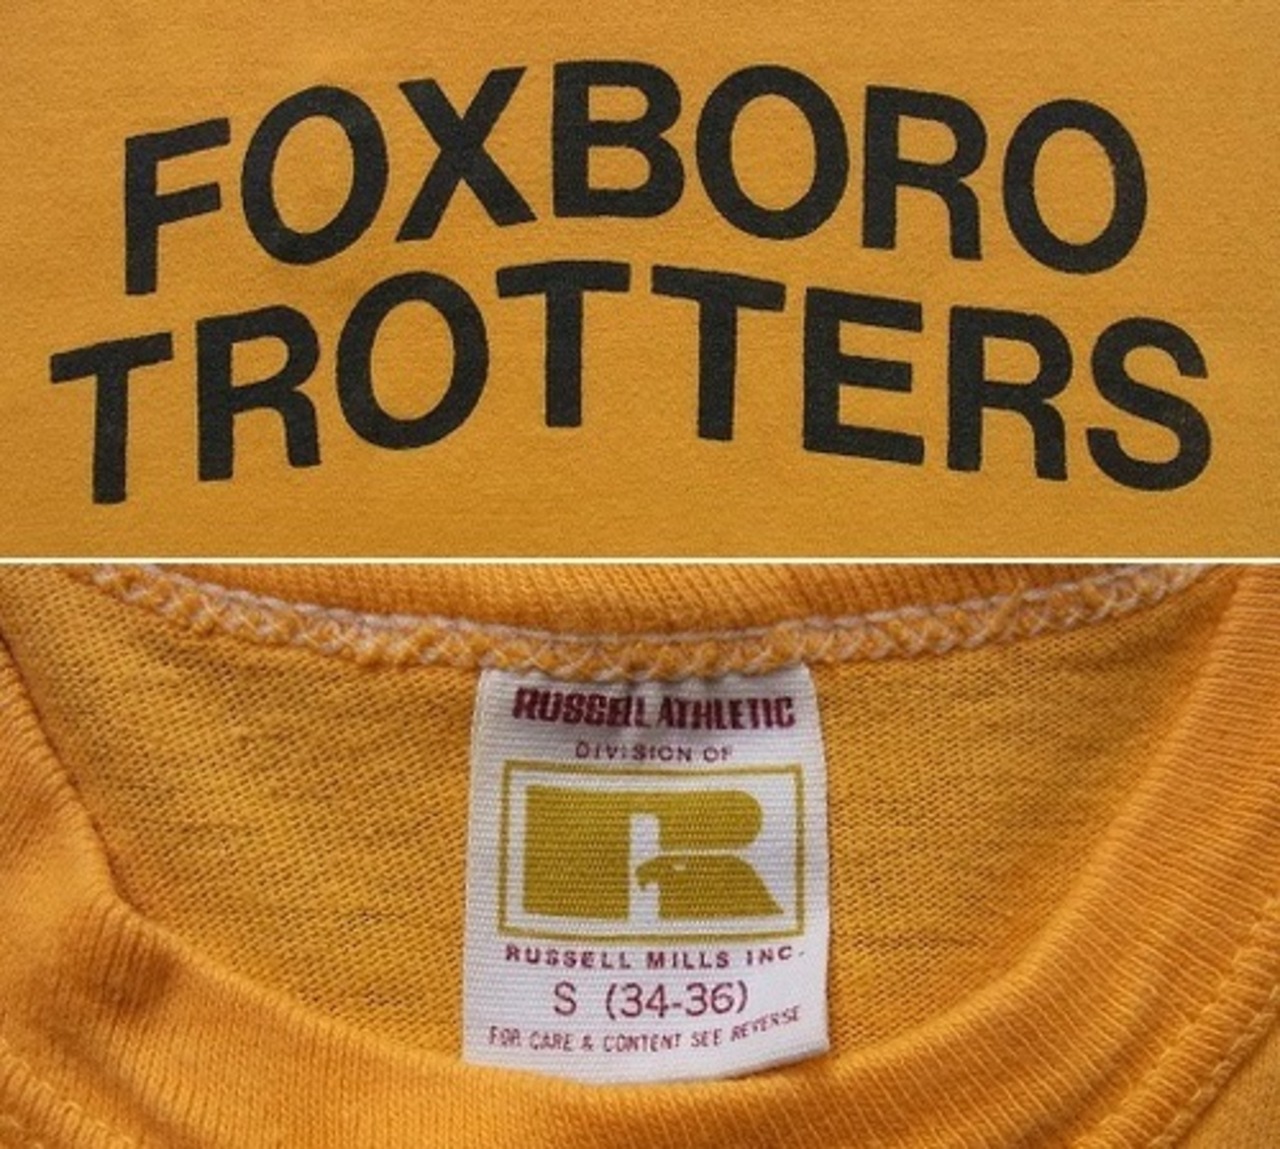 FOXBORO
TROTTERS
RUSSELL ATHLETIC
DIVISION OF
R
RUSSELL MILLS INC.
S (34-36)
FOR CARE & CONTENT SEE REVERSE